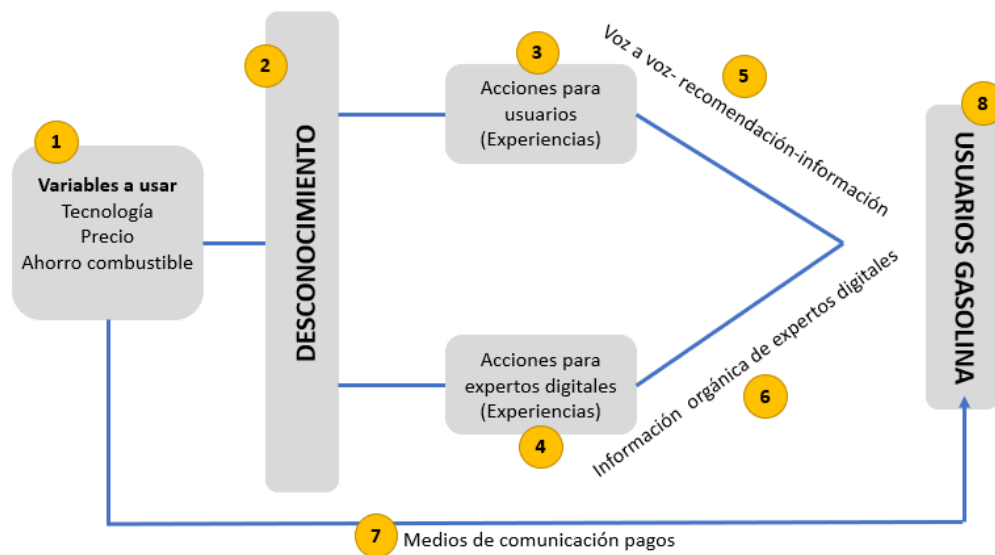 1
Variables a usar
Tecnología
Precio
Ahorro combustible
2
DESCONOCIMIENTO
3
Acciones para
usuarios
(Experiencias)
4
Acciones para
expertos digitales
(Experiencias)
5
Voz a voz- recomendación-información
6
Información orgánica de expertos digitales
7
Medios de comunicación pagos
8
USUARIOS GASOLINA